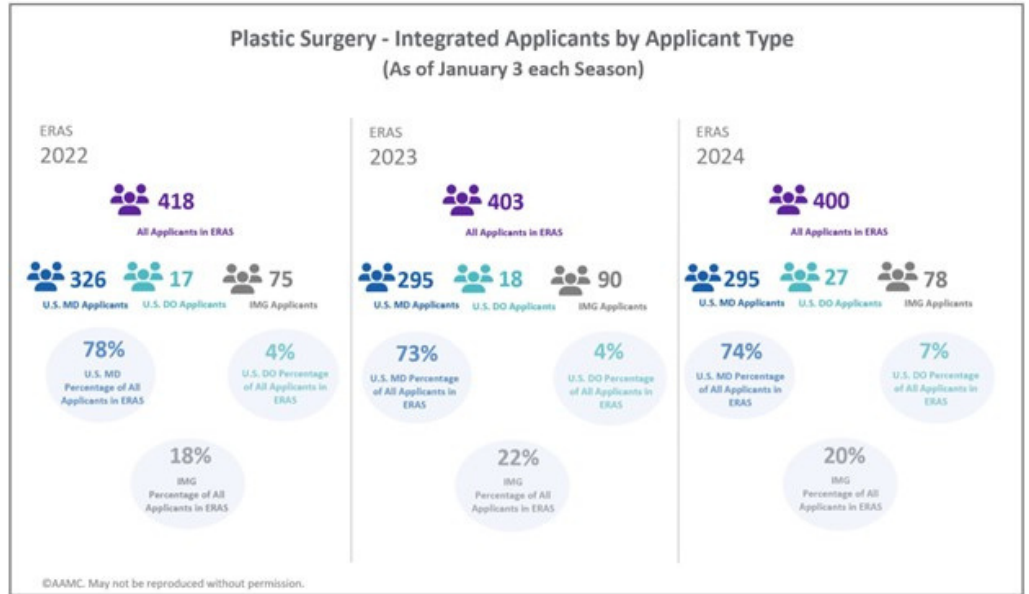 Plastic Surgery - Integrated Applicants by Applicant Type
(As of January 3 each Season)
ERAS
2022
418
All Applicants in ERAS
326
U.S. MD Applicants
17
U.S. DO Applicants
75
IMG Applicants
78%
U.S. MD
Percentage of All
Applicants in ERAS
4%
U.S. DO Percentage
of All Applicants in
ERAS
18%
IMG
Percentage of All
Applicants in ERAS
ERAS
2023
403
All Applicants in ERAS
295
U.S. MD Applicants
18
U.S. DO Applicants
90
IMG Applicants
73%
U.S. MD Percentage
of All Applicants in
ERAS
4%
U.S. DO Percentage
of All Applicants in
ERAS
22%
IMG
Percentage of All
Applicants in ERAS
ERAS
2024
400
All Applicants in ERAS
295
U.S. MD Applicants
27
U.S. DO Applicants
78
IMG Applicants
74%
U.S. MD Percentage
of All Applicants in
ERAS
7%
U.S. DO Percentage
of All Applicants in
ERAS
20%
IMG
Percentage of All
Applicants in ERAS
©AAMC. May not be reproduced without permission.